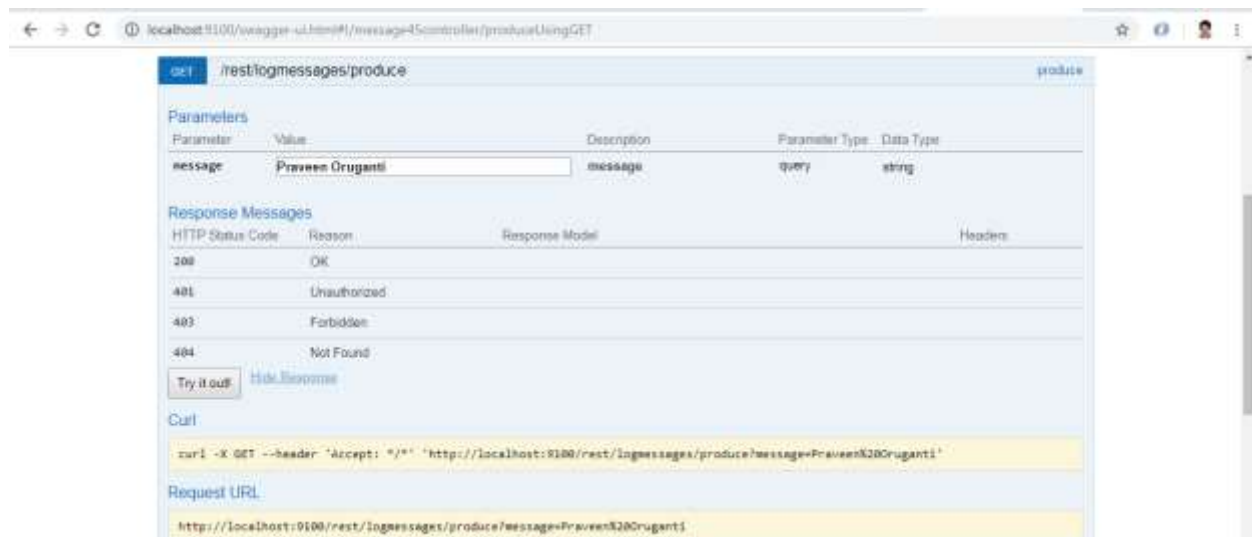 localhost:9100/swagger-ui.html#!/message45controller/produceUsingGET
GET /rest/logmessages/produce produce
Parameters
Parameter Value Description Parameter Type Data Type
message Praveen Oruganti message query string
Response Messages
HTTP Status Code Reason Response Model Headers
200 OK
401 Unauthorized
403 Forbidden
404 Not Found
Try it out! Hide Response
Curl
curl -X GET --header 'Accept: */*' 'http://localhost:9100/rest/logmessages/produce?message=Praveen%20Oruganti'
Request URL
http://localhost:9100/rest/logmessages/produce?message=Praveen%20Oruganti